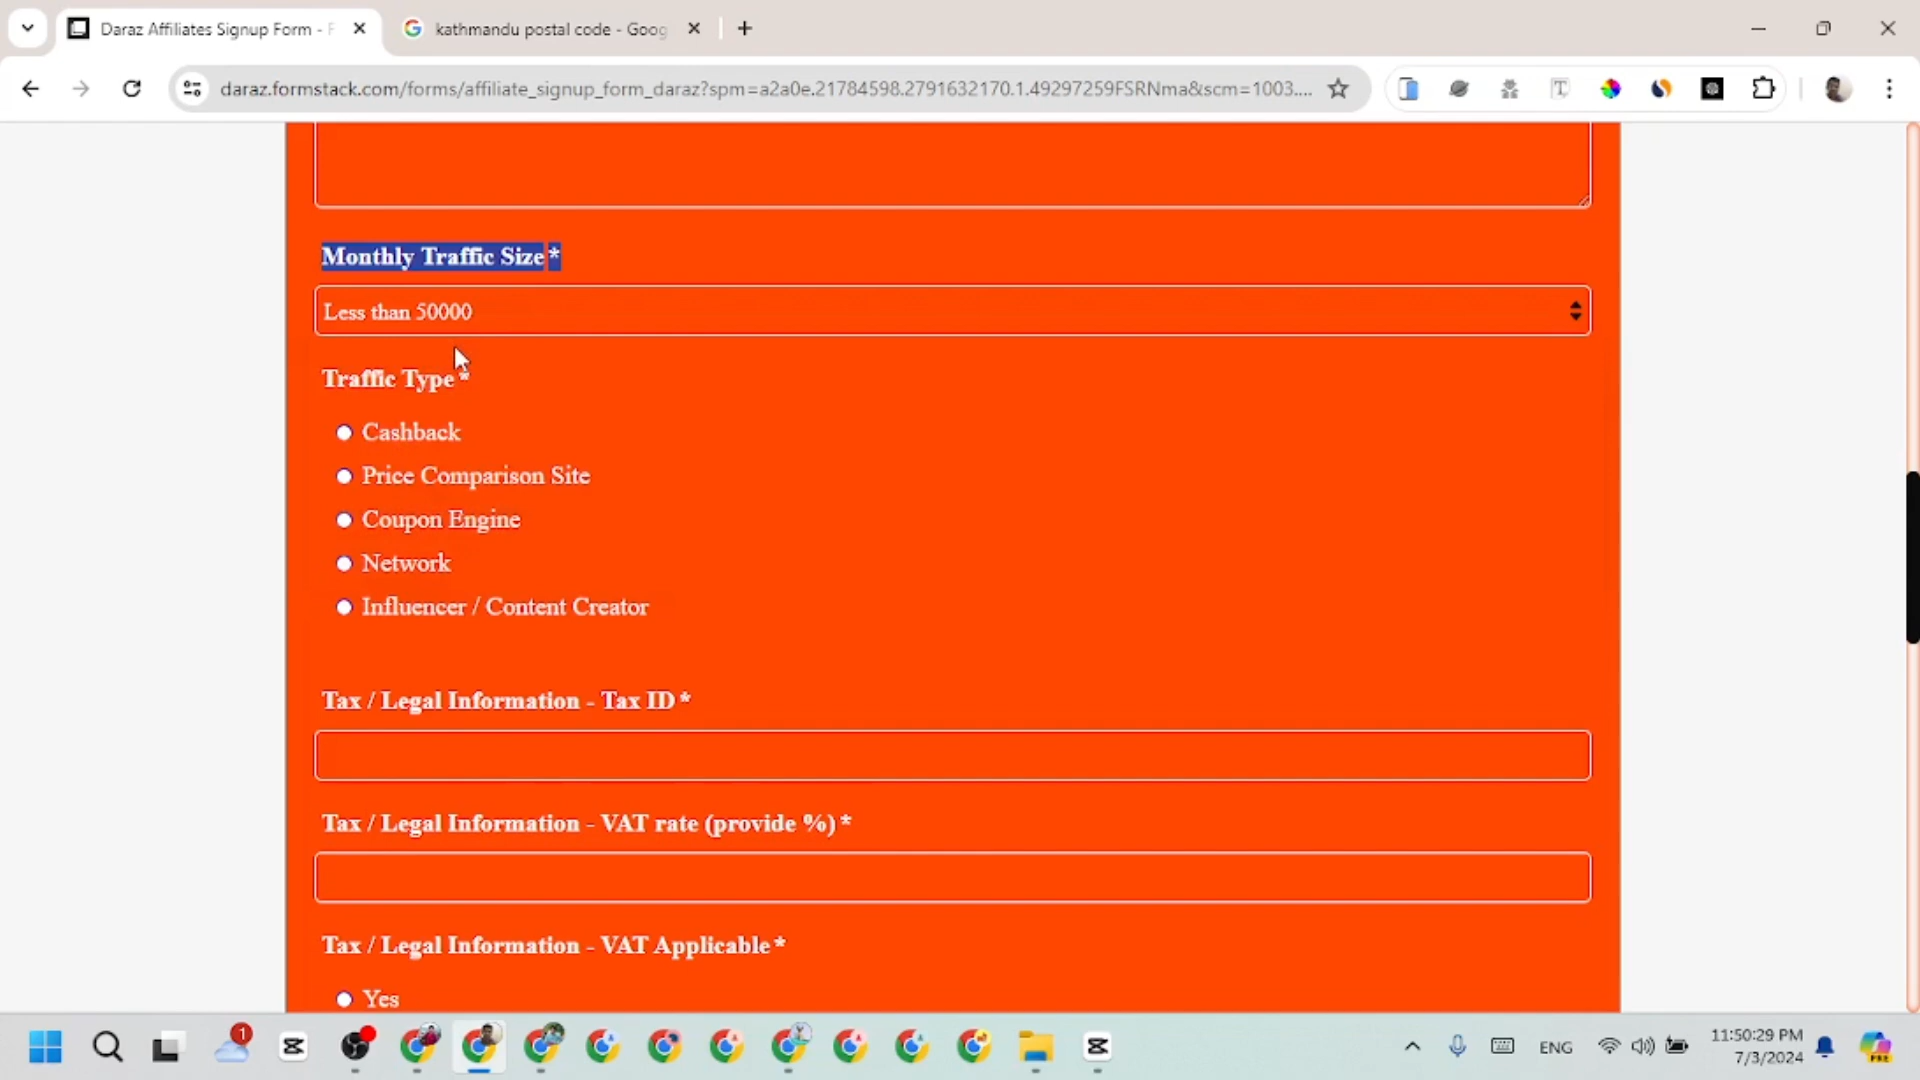 Daraz Affiliates Signup Form - F
kathmandu postal code - Goog
daraz.formstack.com/forms/affiliate_signup_form_daraz?spm=a2a0e.21784598.2791632170.1.49297259FSRNma&scm=1003....
Monthly Traffic Size *
Less than 50000
Traffic Type *
Cashback
Price Comparison Site
Coupon Engine
Network
Influencer / Content Creator
Tax / Legal Information - Tax ID *
Tax / Legal Information - VAT rate (provide %) *
Tax / Legal Information - VAT Applicable *
Yes
1
ENG
11:50:29 PM
7/3/2024
PRE